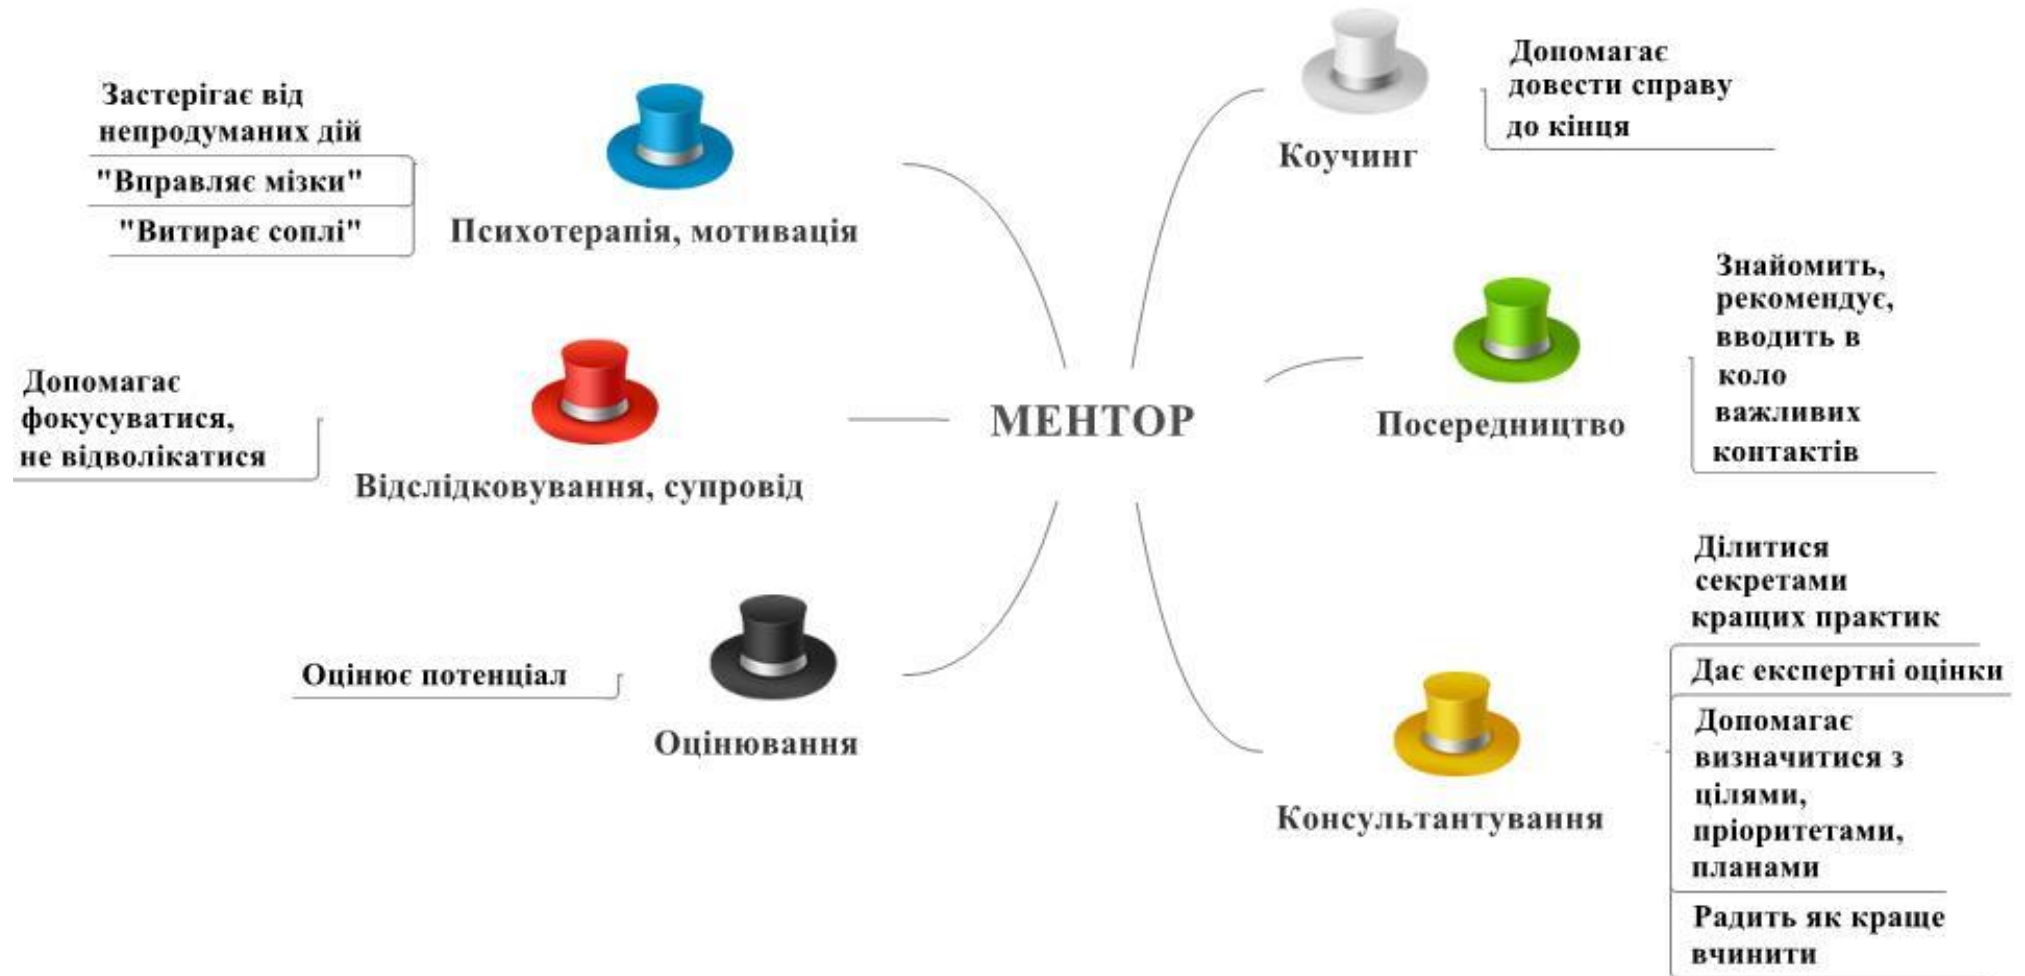 Застерігає від
непродуманих дій
"Вправляє мізки"
"Витирає соплі"
Психотерапія, мотивація
Допомагає
фокусуватися,
не відволікатися
Відслідковування, супровід
Оцінює потенціал
Оцінювання
МЕНТОР
Коучинг
Допомагає
довести справу
до кінця
Посередництво
Знайомить,
рекомендує,
вводить в
коло
важливих
контактів
Консультантування
Ділитися
секретами
кращих практик
Дає експертні оцінки
Допомагає
визначитися з
цілями,
пріоритетами,
планами
Радить як краще
вчинити